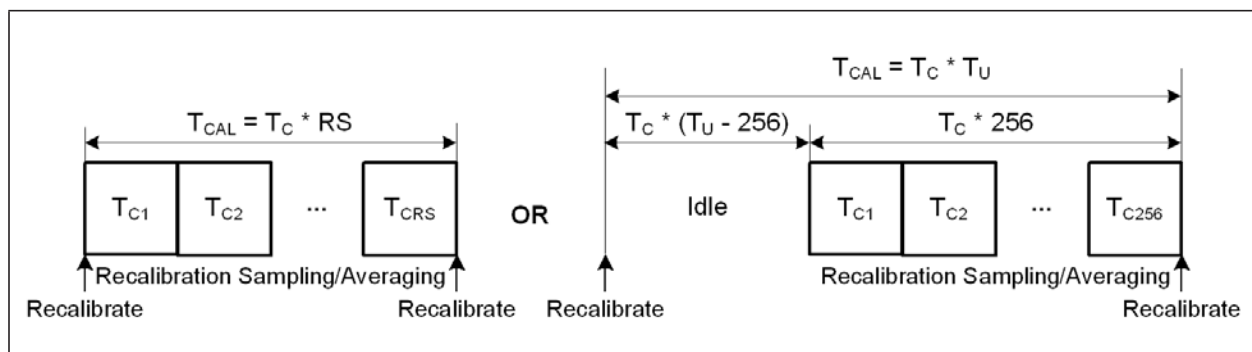 T_CAL = T_C * T_U
T_CAL = T_C * RS
T_C * (T_U - 256)
T_C * 256
T_C1
T_C2
...
T_CRS
OR
Idle
T_C1
T_C2
...
T_C256
Recalibration Sampling/Averaging
Recalibration Sampling/Averaging
Recalibrate
Recalibrate
Recalibrate
Recalibrate